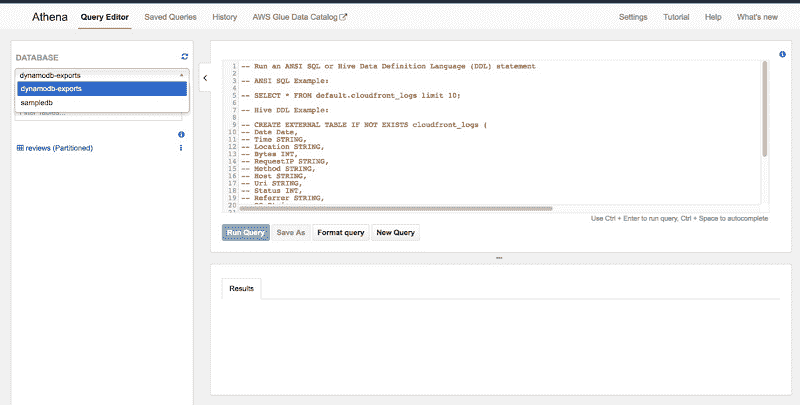 Athena Query Editor Saved Queries History AWS Glue Data Catalog Settings Tutorial Help What's new
DATABASE
dynamodb-exports
dynamodb-exports
sampledb
reviews (Partitioned)
1 -- Run an ANSI SQL or Hive Data Definition Language (DDL) statement
2
3 -- ANSI SQL Example:
4
5 -- SELECT * FROM default.cloudfront_logs limit 10;
6
7 -- Hive DDL Example:
8
9 -- CREATE EXTERNAL TABLE IF NOT EXISTS cloudfront_logs (
10 -- Date Date,
11 -- Time STRING,
12 -- Location STRING,
13 -- Bytes INT,
14 -- RequestIP STRING,
15 -- Method STRING,
16 -- Host STRING,
17 -- Uri STRING,
18 -- Status INT,
19 -- Referrer STRING,
20
21
Use Ctrl + Enter to run query, Ctrl + Space to autocomplete
Run Query Save As Format query New Query
Results